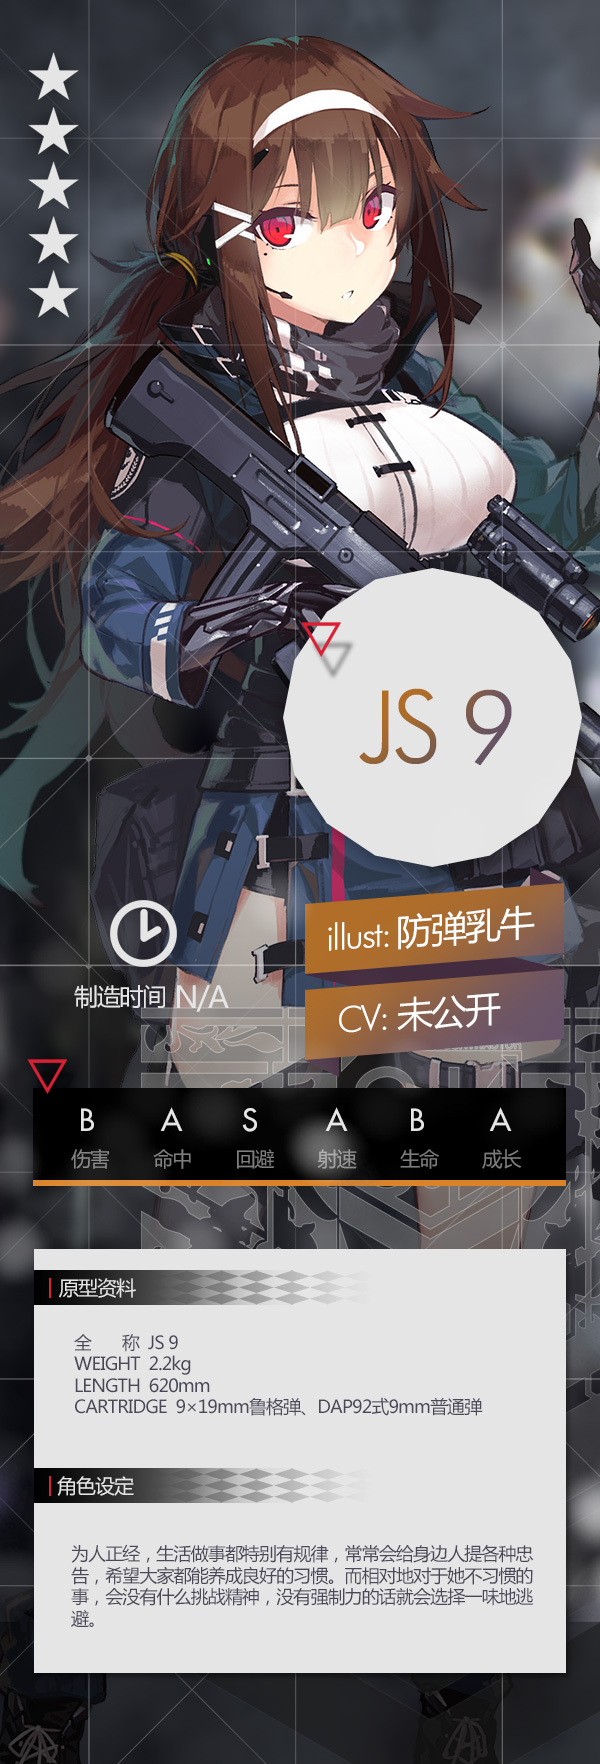 JS 9
illust: 防弹乳牛
CV: 未公开
制造时间 N/A
B A S A B A
伤害 命中 回避 射速 生命 成长
原型资料
全 称 JS 9
WEIGHT 2.2kg
LENGTH 620mm
CARTRIDGE 9×19mm鲁格弹、DAP92式9mm普通弹
角色设定
为人正经，生活做事都特别有规律，常常会给身边人提各种忠
告，希望大家都能养成良好的习惯。而相对地对于她不习惯的
事，会没有什么挑战精神，没有强制力的话就会选择一味地逃
避。